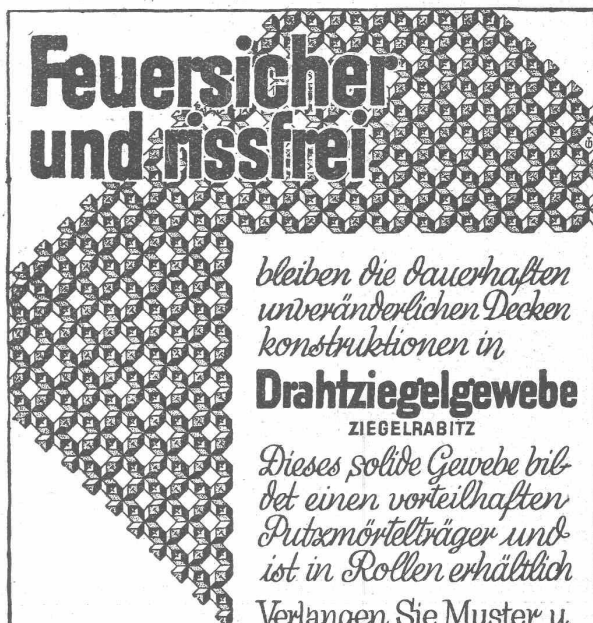 Feuersicher
und rissfrei
bleiben die dauerhaften
unveränderlichen Decken
konstruktionen in
Drahtziegelgewebe
ZIEGELRABITZ
Dieses solide Gewebe bil-
det einen vorteilhaften
Putzmörtelträger und
ist in Rollen erhältlich
Verlangen Sie Muster u.